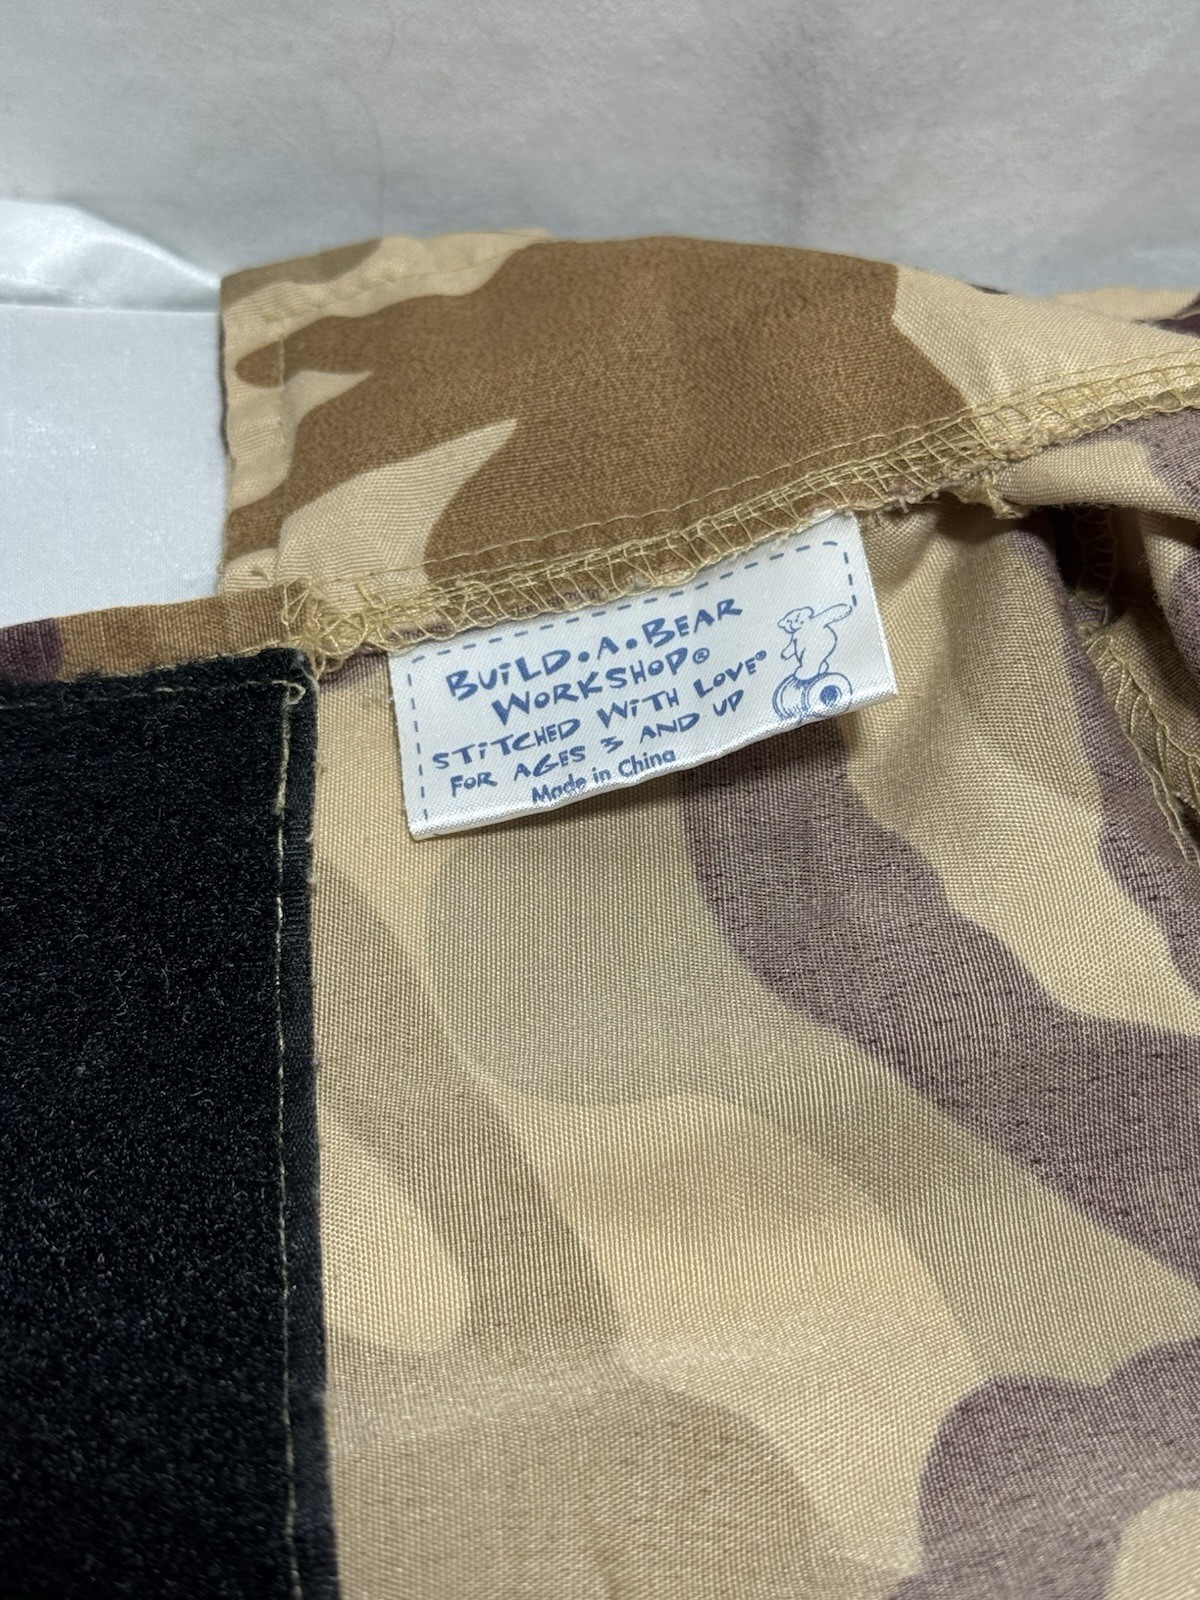 BUiLD•A•BEAR
WORKSHOP®
STiTCHED WiTH LOVE®
FOR AGES 3 AND UP
Made in China